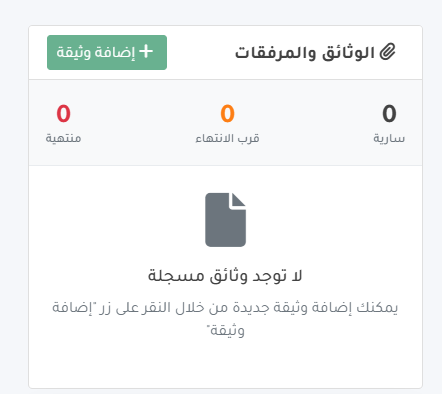 الوثائق والمرفقات
إضافة وثيقة +
0 0 0
سارية قرب الانتهاء منتهية
لا توجد وثائق مسجلة
يمكنك إضافة وثيقة جديدة من خلال النقر على زر "إضافة
وثيقة"